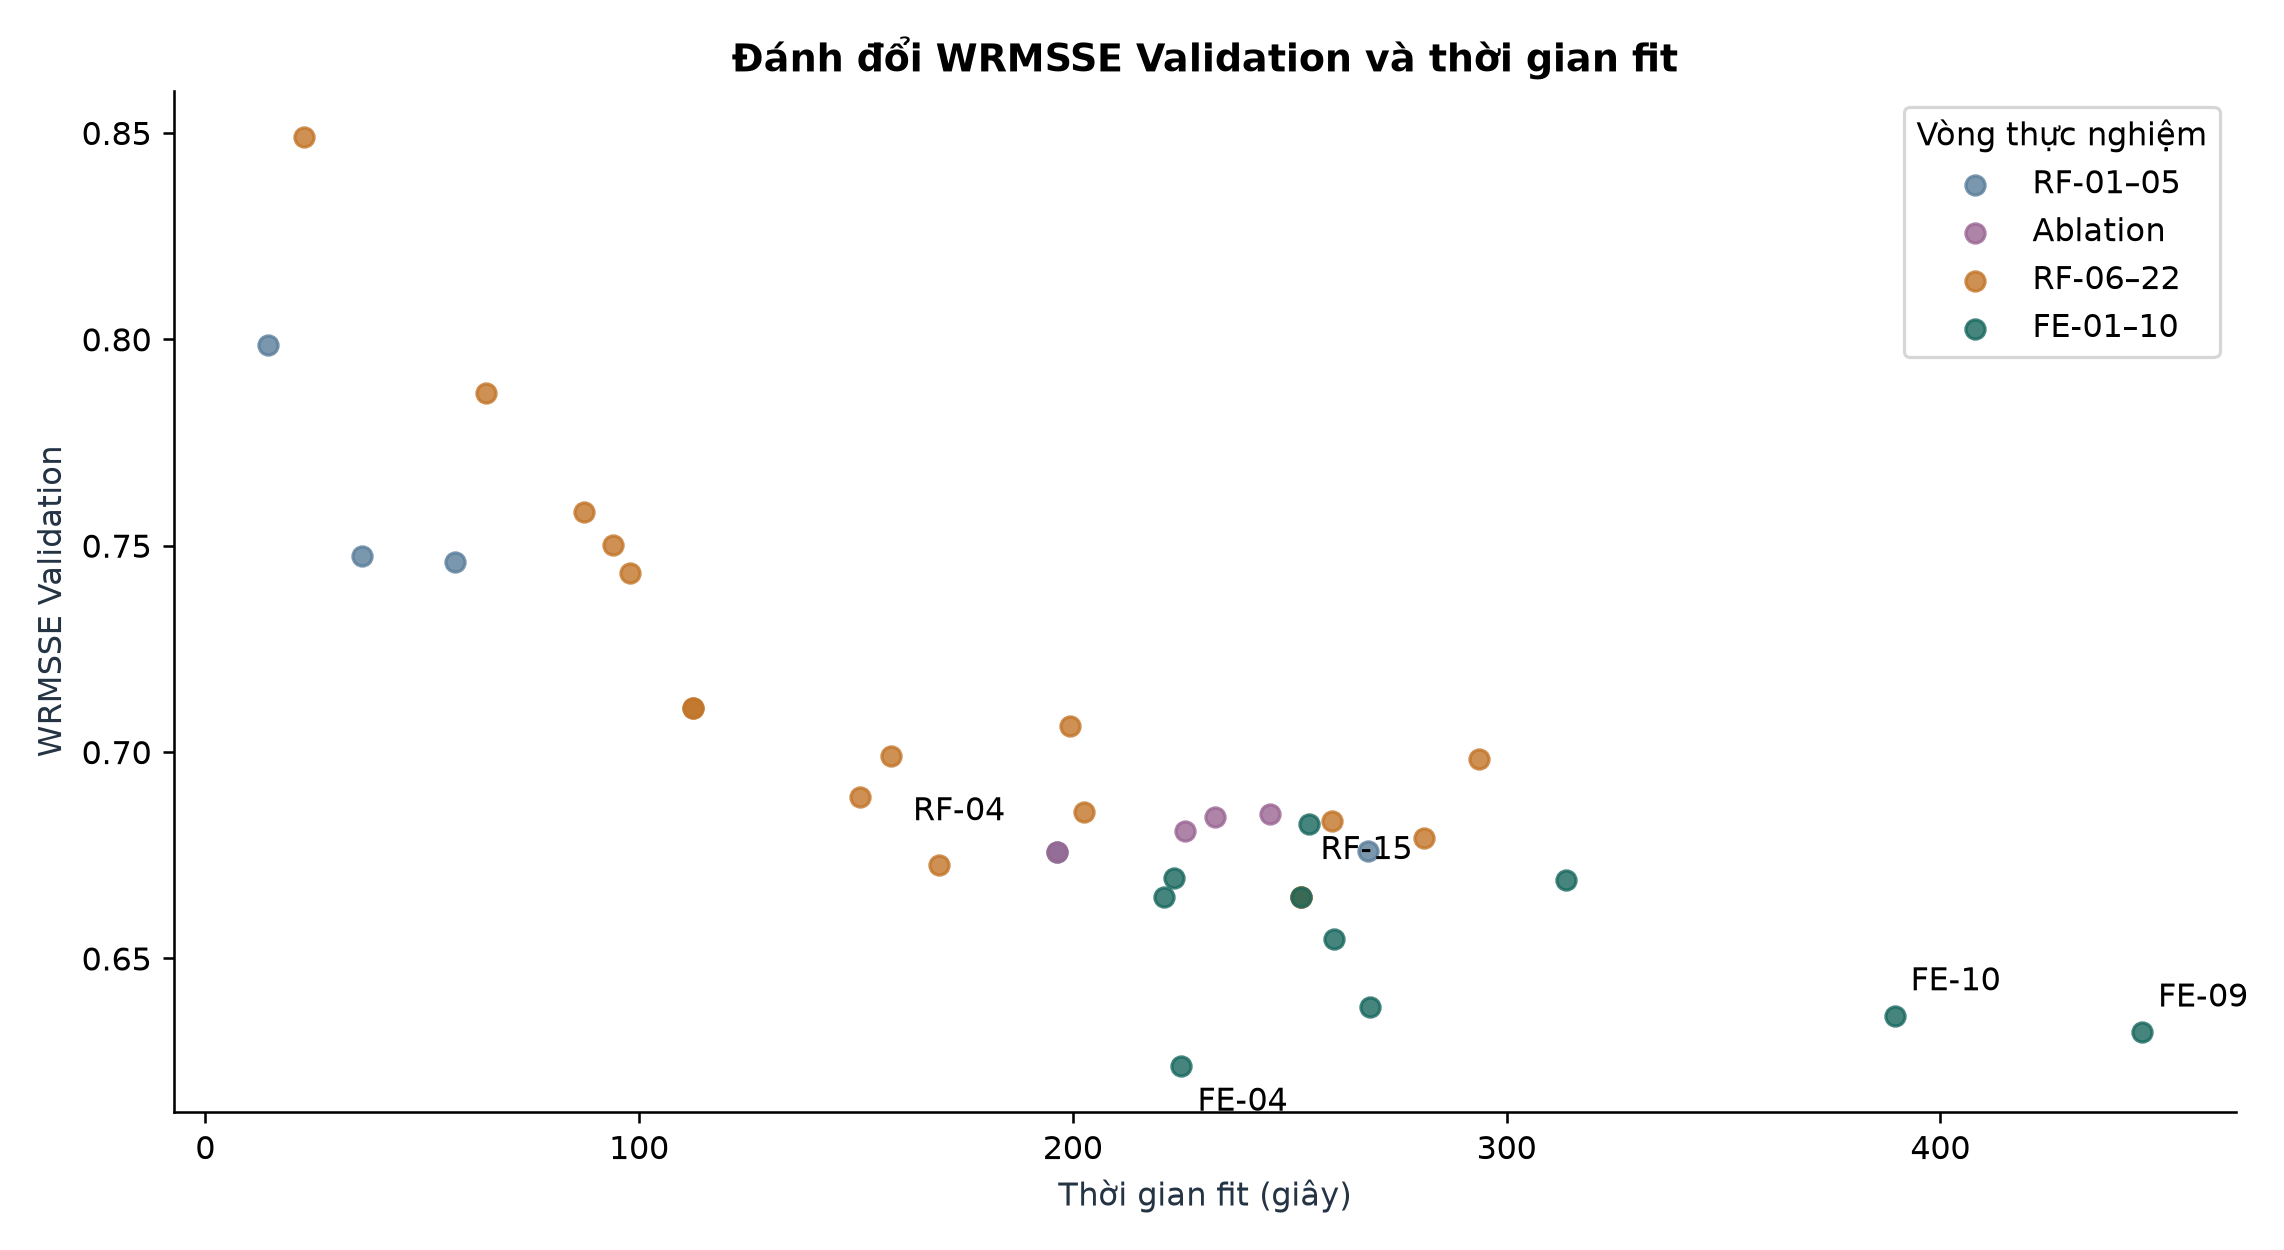 Đánh đổi WRMSSE Validation và thời gian fit
WRMSSE Validation
0.85
0.80
0.75
0.70
0.65
Vòng thực nghiệm
RF-01–05
Ablation
RF-06–22
FE-01–10
RF-04
RF-15
FE-10
FE-09
FE-04
0
100
200
300
400
Thời gian fit (giây)